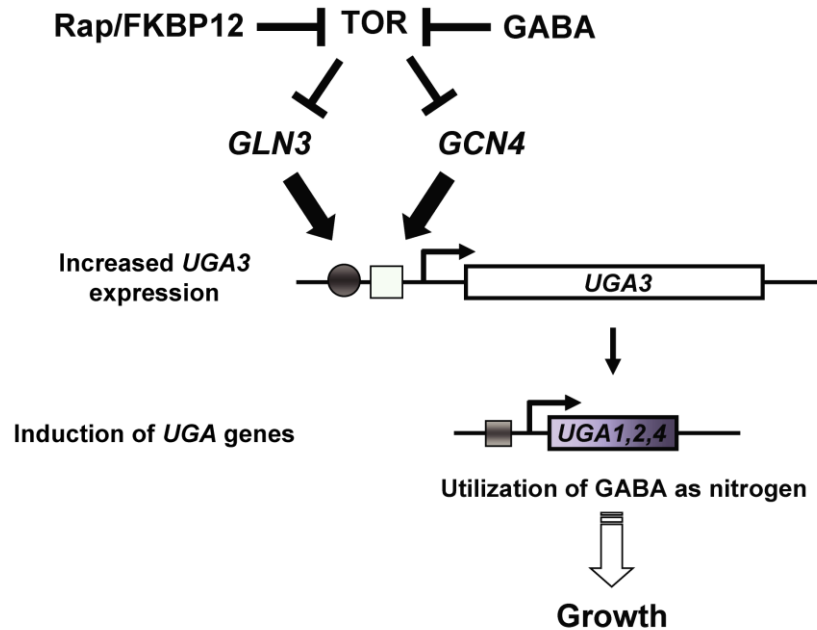 Rap/FKBP12 TOR GABA
GLN3 GCN4
Increased UGA3
expression
UGA3
Induction of UGA genes
UGA1,2,4
Utilization of GABA as nitrogen
Growth